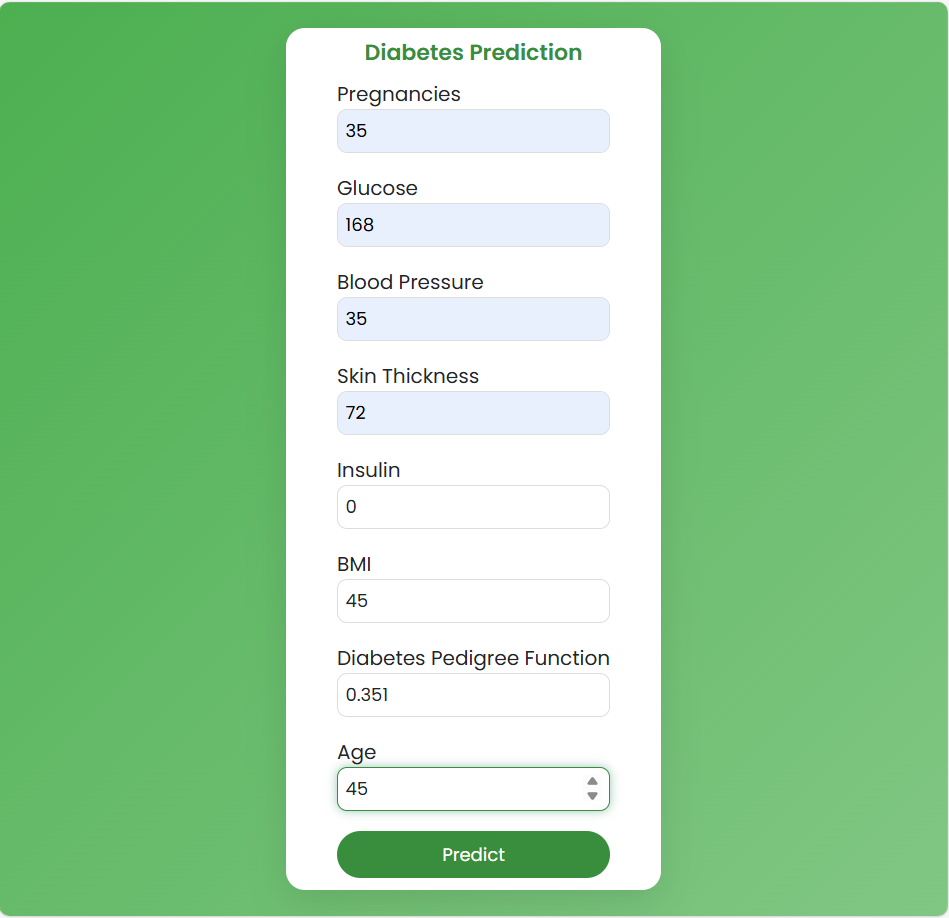 Diabetes Prediction
Pregnancies
35
Glucose
168
Blood Pressure
35
Skin Thickness
72
Insulin
0
BMI
45
Diabetes Pedigree Function
0.351
Age
45
Predict